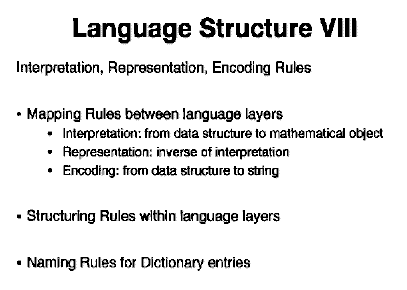 Language Structure VIII
Interpretation, Representation, Encoding Rules
• Mapping Rules between language layers
• Interpretation: from data structure to mathematical object
• Representation: inverse of interpretation
• Encoding: from data structure to string
• Structuring Rules within language layers
• Naming Rules for Dictionary entries